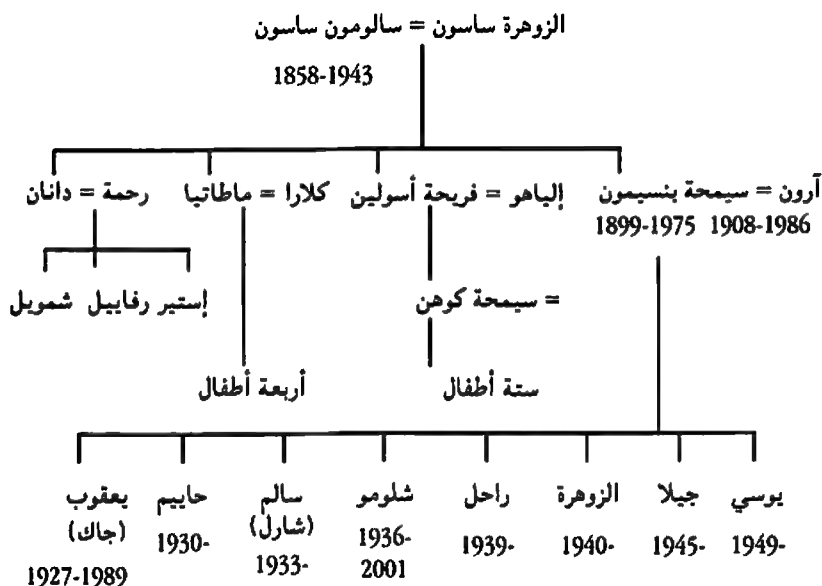 الزوهرة ساسون = سالومون ساسون
1858-1943
آرون = سيمحة بنسيمون
1899-1975 1908-1986
إلياهو = فريحة أسولين
كلارا = ماطاتيا
رحمة = دانان
= سيمحة كوهن
إستير رفاييل شمويل
ستة أطفال
أربعة أطفال
يوسي
1949-
جيلا
1945-
الزوهرة
1940-
راحل
1939-
شلومو
1936-
2001
سالم
(شارل)
1933-
حاييم
1930-
يعقوب
(جاك)
1927-1989